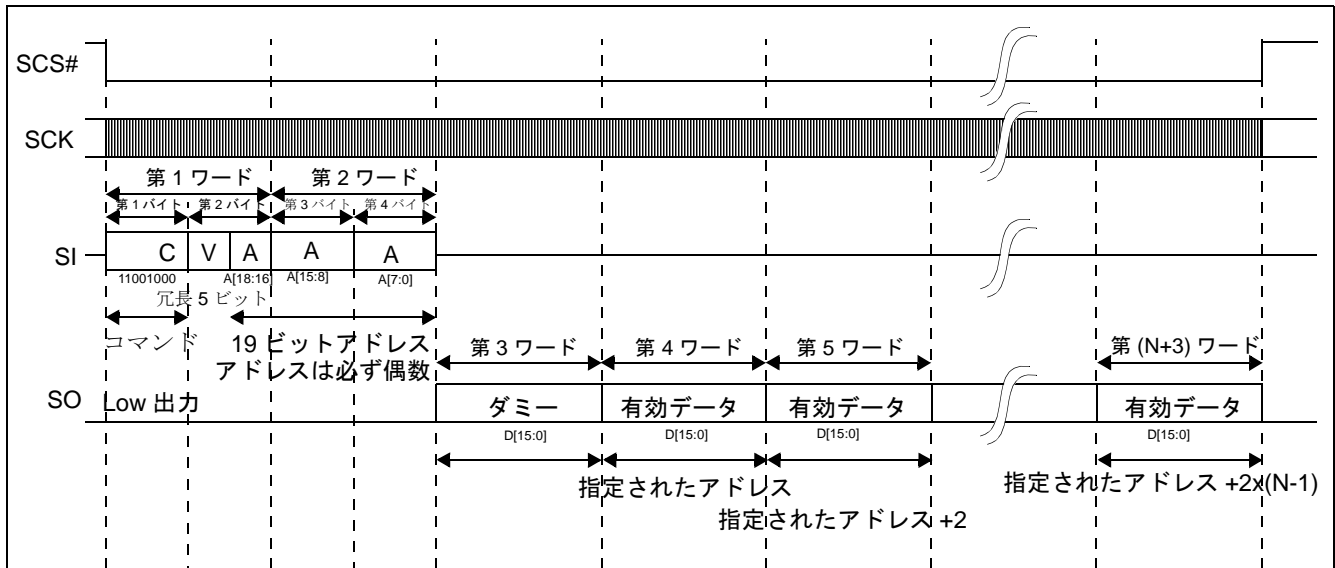 SCS#
SCK
第 1 ワード 第 2 ワード
第 1 バイト 第 2 バイト 第 3 バイト 第 4 バイト
SI C V A A A
11001000 A[18:16] A[15:8] A[7:0]
冗長 5 ビット
コマンド 19 ビットアドレス
アドレスは必ず偶数
第 3 ワード 第 4 ワード 第 5 ワード 第 (N+3) ワード
SO Low 出力 ダミー 有効データ 有効データ 有効データ
D[15:0] D[15:0] D[15:0] D[15:0]
指定されたアドレス 指定されたアドレス +2x(N-1)
指定されたアドレス +2